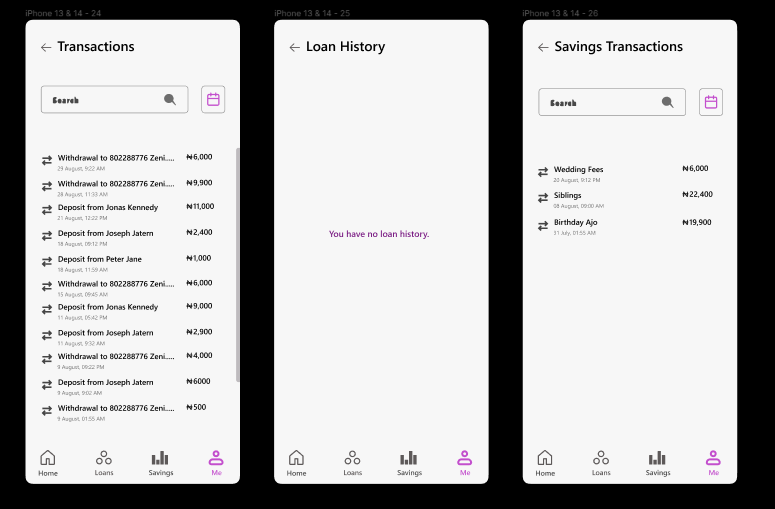 iPhone 13 & 14 - 24
← Transactions
Search
Withdrawal to 802288776 Zeni.... ₦6,000
29 August, 9:22 AM
Withdrawal to 802288776 Zeni.... ₦9,900
28 August, 11:33 AM
Deposit from Jonas Kennedy ₦11,000
21 August, 12:22 PM
Deposit from Joseph Jatern ₦2,400
18 August, 09:12 PM
Deposit from Peter Jane ₦1,000
18 August, 11:59 AM
Withdrawal to 802288776 Zeni.... ₦6,000
15 August, 09:45 AM
Deposit from Jonas Kennedy ₦9,000
11 August, 05:42 PM
Deposit from Joseph Jatern ₦2,900
11 August, 9:32 AM
Withdrawal to 802288776 Zeni.... ₦4,000
9 August, 09:22 PM
Deposit from Joseph Jatern ₦6000
9 August, 9:02 AM
Withdrawal to 802288776 Zeni.... ₦500
9 August, 01:55 AM
Home Loans Savings Me
iPhone 13 & 14 - 25
← Loan History
You have no loan history.
Home Loans Savings Me
iPhone 13 & 14 - 26
← Savings Transactions
Search
Wedding Fees ₦6,000
20 August, 9:12 PM
Siblings ₦22,400
08 August, 09:00 AM
Birthday Ajo ₦19,900
31 July, 01:55 AM
Home Loans Savings Me